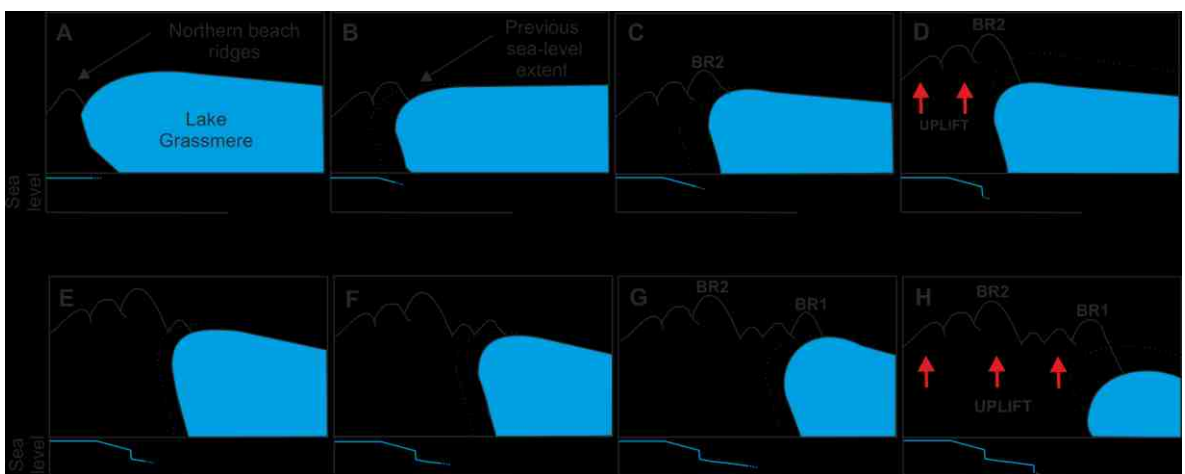 A
Northern beach
ridges
Lake
Grassmere
B
Previous
sea-level
extent
C
BR2
D
BR2
UPLIFT
Sea
level
E
F
G
BR2
BR1
H
BR2
BR1
UPLIFT
Sea
level